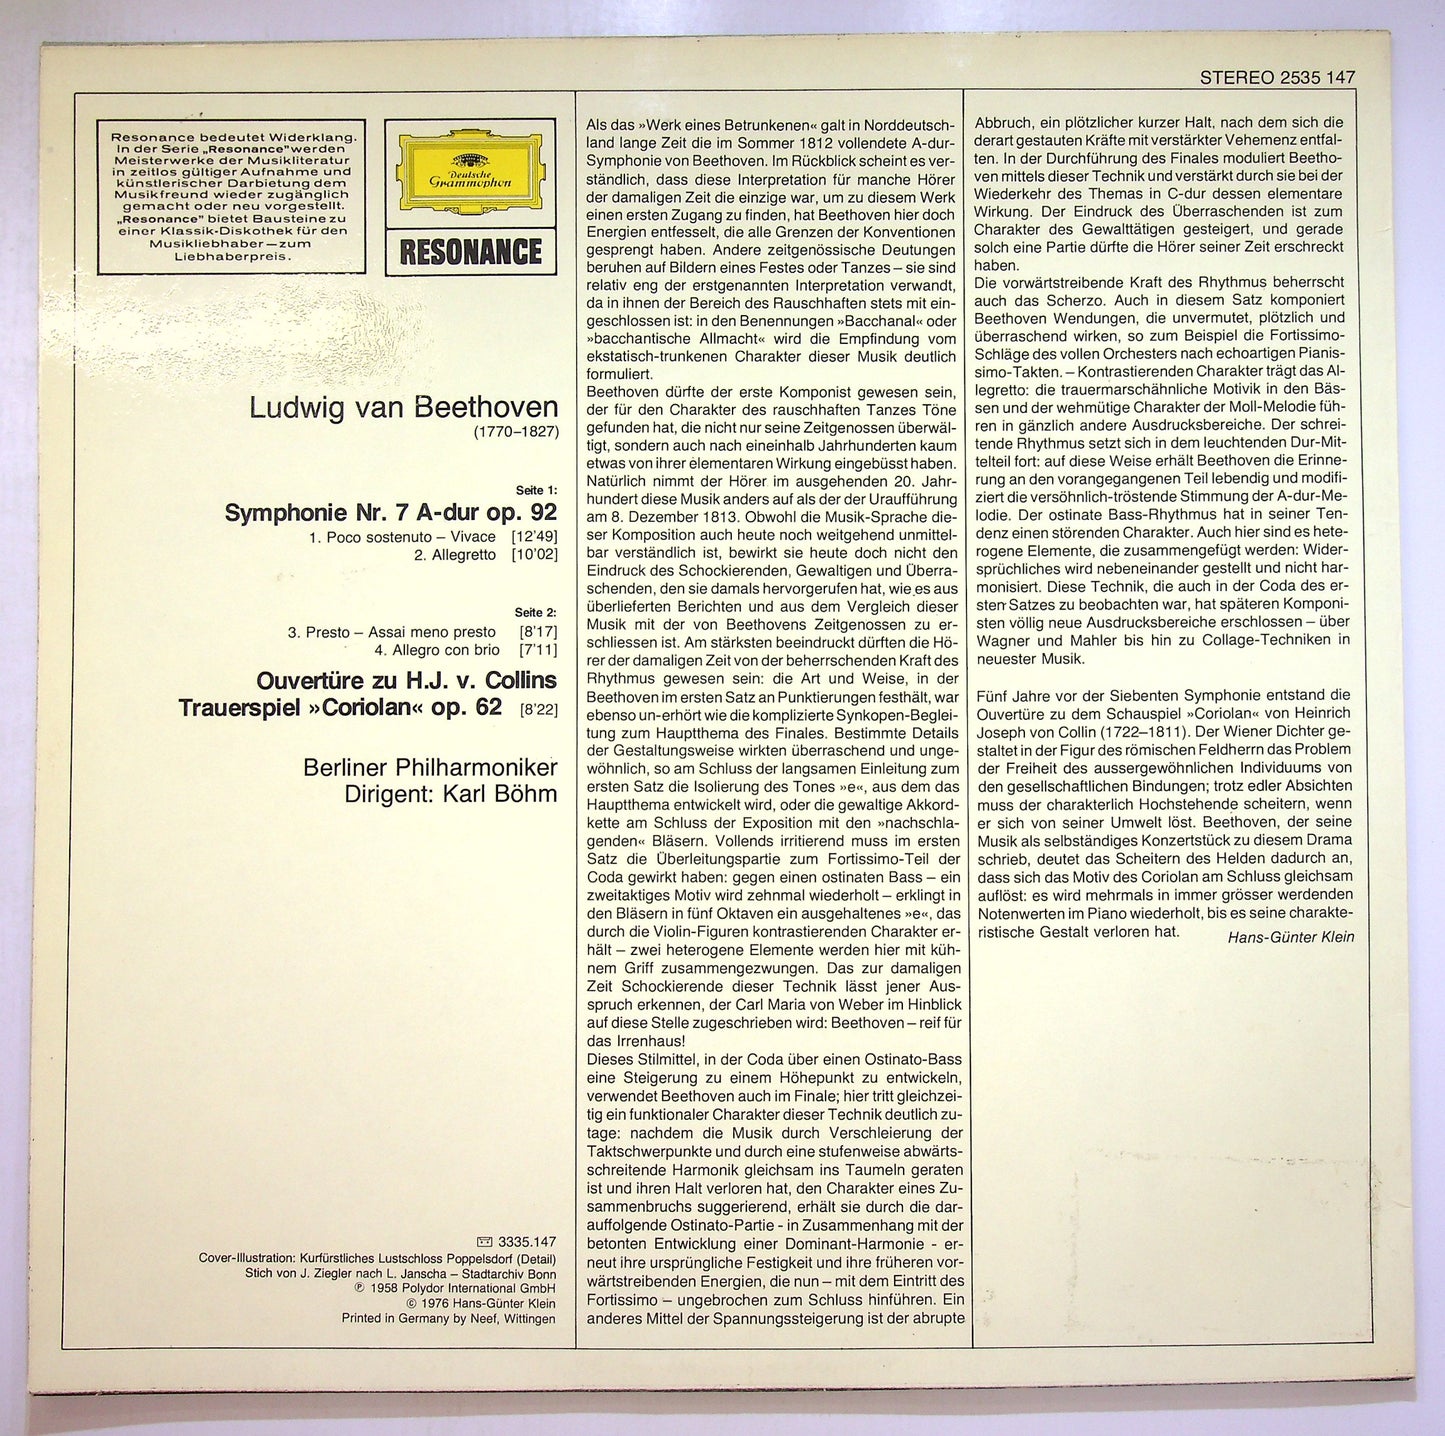 STEREO 2535 147
Resonance bedeutet Widerklang.
In der Serie „Resonance"werden
Meisterwerke der Musikliteratur
in zeitlos gültiger Aufnahme und
künstlerischer Darbietung dem
Musikfreund wieder zugänglich
gemacht oder neu vorgestellt.
„Resonance" bietet Bausteine zu
einer Klassik-Diskothek für den
Musikliebhaber—zum
Liebhaberpreis.
Deutsche
Grammophon
RESONANCE
Ludwig van Beethoven
(1770–1827)
Seite 1:
Symphonie Nr. 7 A-dur op. 92
1. Poco sostenuto – Vivace [12'49]
2. Allegretto [10'02]
Seite 2:
3. Presto – Assai meno presto [8'17]
4. Allegro con brio [7'11]
Ouvertüre zu H.J. v. Collins
Trauerspiel »Coriolan« op. 62 [8'22]
Berliner Philharmoniker
Dirigent: Karl Böhm
3335.147
Cover-Illustration: Kurfürstliches Lustschloss Poppelsdorf (Detail)
Stich von J. Ziegler nach L. Janscha – Stadtarchiv Bonn
℗ 1958 Polydor International GmbH
© 1976 Hans-Günter Klein
Printed in Germany by Neef, Wittingen
Als das »Werk eines Betrunkenen« galt in Norddeutsch-
land lange Zeit die im Sommer 1812 vollendete A-dur-
Symphonie von Beethoven. Im Rückblick scheint es ver-
ständlich, dass diese Interpretation für manche Hörer
der damaligen Zeit die einzige war, um zu diesem Werk
einen ersten Zugang zu finden, hat Beethoven hier doch
Energien entfesselt, die alle Grenzen der Konventionen
gesprengt haben. Andere zeitgenössische Deutungen
beruhen auf Bildern eines Festes oder Tanzes – sie sind
relativ eng der erstgenannten Interpretation verwandt,
da in ihnen der Bereich des Rauschhaften stets mit ein-
geschlossen ist: in den Benennungen »Bacchanal« oder
»bacchantische Allmacht« wird die Empfindung vom
ekstatisch-trunkenen Charakter dieser Musik deutlich
formuliert.
Beethoven dürfte der erste Komponist gewesen sein,
der für den Charakter des rauschhaften Tanzes Töne
gefunden hat, die nicht nur seine Zeitgenossen überwäl-
tigt, sondern auch nach eineinhalb Jahrhunderten kaum
etwas von ihrer elementaren Wirkung eingebüsst haben.
Natürlich nimmt der Hörer im ausgehenden 20. Jahr-
hundert diese Musik anders auf als der der Uraufführung
am 8. Dezember 1813. Obwohl die Musik-Sprache die-
ser Komposition auch heute noch weitgehend unmittel-
bar verständlich ist, bewirkt sie heute doch nicht den
Eindruck des Schockierenden, Gewaltigen und Überra-
schenden, den sie damals hervorgerufen hat, wie es aus
überlieferten Berichten und aus dem Vergleich dieser
Musik mit der von Beethovens Zeitgenossen zu er-
schliessen ist. Am stärksten beeindruckt dürften die Hö-
rer der damaligen Zeit von der beherrschenden Kraft des
Rhythmus gewesen sein: die Art und Weise, in der
Beethoven im ersten Satz an Punktierungen festhält, war
ebenso un-erhört wie die komplizierte Synkopen-Beglei-
tung zum Hauptthema des Finales. Bestimmte Details
der Gestaltungsweise wirkten überraschend und unge-
wöhnlich, so am Schluss der langsamen Einleitung zum
ersten Satz die Isolierung des Tones »e«, aus dem das
Hauptthema entwickelt wird, oder die gewaltige Akkord-
kette am Schluss der Exposition mit den »nachschla-
genden« Bläsern. Vollends irritierend muss im ersten
Satz die Überleitungspartie zum Fortissimo-Teil der
Coda gewirkt haben: gegen einen ostinaten Bass – ein
zweitaktiges Motiv wird zehnmal wiederholt – erklingt in
den Bläsern in fünf Oktaven ein ausgehaltenes »e«, das
durch die Violin-Figuren kontrastierenden Charakter er-
hält – zwei heterogene Elemente werden hier mit küh-
nem Griff zusammengezwungen. Das zur damaligen
Zeit Schockierende dieser Technik lässt jener Aus-
spruch erkennen, der Carl Maria von Weber im Hinblick
auf diese Stelle zugeschrieben wird: Beethoven – reif für
das Irrenhaus!
Dieses Stilmittel, in der Coda über einen Ostinato-Bass
eine Steigerung zu einem Höhepunkt zu entwickeln,
verwendet Beethoven auch im Finale; hier tritt gleichzei-
tig ein funktionaler Charakter dieser Technik deutlich zu-
tage: nachdem die Musik durch Verschleierung der
Taktschwerpunkte und durch eine stufenweise abwärts-
schreitende Harmonik gleichsam ins Taumeln geraten
ist und ihren Halt verloren hat, den Charakter eines Zu-
sammenbruchs suggerierend, erhält sie durch die dar-
auffolgende Ostinato-Partie - in Zusammenhang mit der
betonten Entwicklung einer Dominant-Harmonie - er-
neut ihre ursprüngliche Festigkeit und ihre früheren vor-
wärtstreibenden Energien, die nun – mit dem Eintritt des
Fortissimo – ungebrochen zum Schluss hinführen. Ein
anderes Mittel der Spannungssteigerung ist der abrupte
Abbruch, ein plötzlicher kurzer Halt, nach dem sich die
derart gestauten Kräfte mit verstärkter Vehemenz entfal-
ten. In der Durchführung des Finales moduliert Beetho-
ven mittels dieser Technik und verstärkt durch sie bei der
Wiederkehr des Themas in C-dur dessen elementare
Wirkung. Der Eindruck des Überraschenden ist zum
Charakter des Gewalttätigen gesteigert, und gerade
solch eine Partie dürfte die Hörer seiner Zeit erschreckt
haben.
Die vorwärtstreibende Kraft des Rhythmus beherrscht
auch das Scherzo. Auch in diesem Satz komponiert
Beethoven Wendungen, die unvermutet, plötzlich und
überraschend wirken, so zum Beispiel die Fortissimo-
Schläge des vollen Orchesters nach echoartigen Pianis-
simo-Takten. – Kontrastierenden Charakter trägt das Al-
legretto: die trauermarschähnliche Motivik in den Bäs-
sen und der wehmütige Charakter der Moll-Melodie füh-
ren in gänzlich andere Ausdrucksbereiche. Der schrei-
tende Rhythmus setzt sich in dem leuchtenden Dur-Mit-
telteil fort: auf diese Weise erhält Beethoven die Erinne-
rung an den vorangegangenen Teil lebendig und modifi-
ziert die versöhnlich-tröstende Stimmung der A-dur-Me-
lodie. Der ostinate Bass-Rhythmus hat in seiner Ten-
denz einen störenden Charakter. Auch hier sind es hete-
rogene Elemente, die zusammengefügt werden: Wider-
sprüchliches wird nebeneinander gestellt und nicht har-
monisiert. Diese Technik, die auch in der Coda des er-
sten Satzes zu beobachten war, hat späteren Komponi-
sten völlig neue Ausdrucksbereiche erschlossen – über
Wagner und Mahler bis hin zu Collage-Techniken in
neuester Musik.
Fünf Jahre vor der Siebenten Symphonie entstand die
Ouvertüre zu dem Schauspiel »Coriolan« von Heinrich
Joseph von Collin (1722–1811). Der Wiener Dichter ge-
staltet in der Figur des römischen Feldherrn das Problem
der Freiheit des aussergewöhnlichen Individuums von
den gesellschaftlichen Bindungen; trotz edler Absichten
muss der charakterlich Hochstehende scheitern, wenn
er sich von seiner Umwelt löst. Beethoven, der seine
Musik als selbständiges Konzertstück zu diesem Drama
schrieb, deutet das Scheitern des Helden dadurch an,
dass sich das Motiv des Coriolan am Schluss gleichsam
auflöst: es wird mehrmals in immer grösser werdenden
Notenwerten im Piano wiederholt, bis es seine charakte-
ristische Gestalt verloren hat.
Hans-Günter Klein